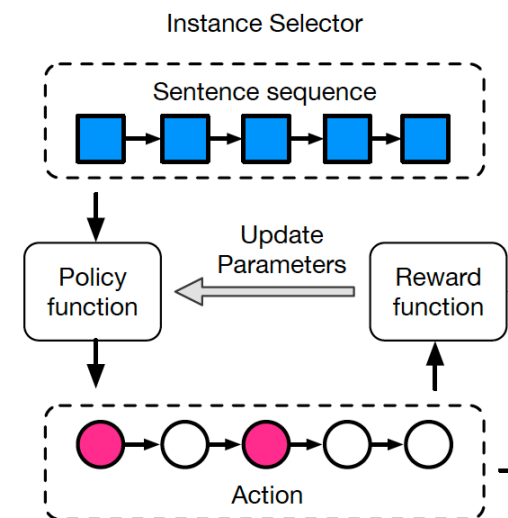 Instance Selector
Sentence sequence
Update
Parameters
Policy
function
Reward
function
Action